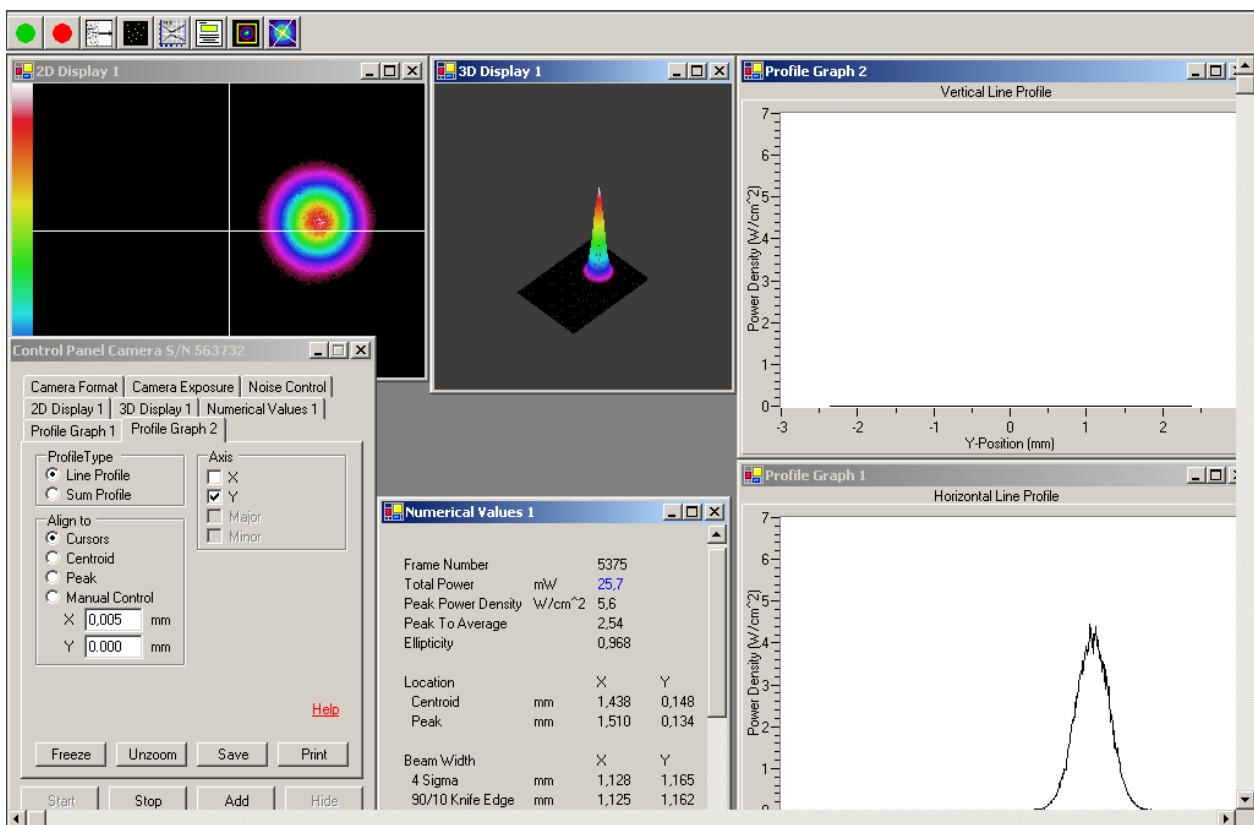 2D Display 1
3D Display 1
Profile Graph 2
Vertical Line Profile
7
6
5
4
3
2
1
0
Power Density (W/cm^2)
-3 -2 -1 0 1 2
Y-Position (mm)
Control Panel Camera S/N 563732
Camera Format Camera Exposure Noise Control
2D Display 1 3D Display 1 Numerical Values 1
Profile Graph 1 Profile Graph 2
ProfileType
Line Profile
Sum Profile
Axis
X
Y
Major
Minor
Align to
Cursors
Centroid
Peak
Manual Control
X 0,005 mm
Y 0.000 mm
Help
Freeze Unzoom Save Print
Start Stop Add Hide
Numerical Values 1
Frame Number 5375
Total Power mW 25,7
Peak Power Density W/cm^2 5,6
Peak To Average 2,54
Ellipticity 0,968
Location X Y
Centroid mm 1,438 0,148
Peak mm 1,510 0,134
Beam Width X Y
4 Sigma mm 1,128 1,165
90/10 Knife Edge mm 1,125 1,162
Profile Graph 1
Horizontal Line Profile
7
6
5
4
3
2
1
0
Power Density (W/cm^2)